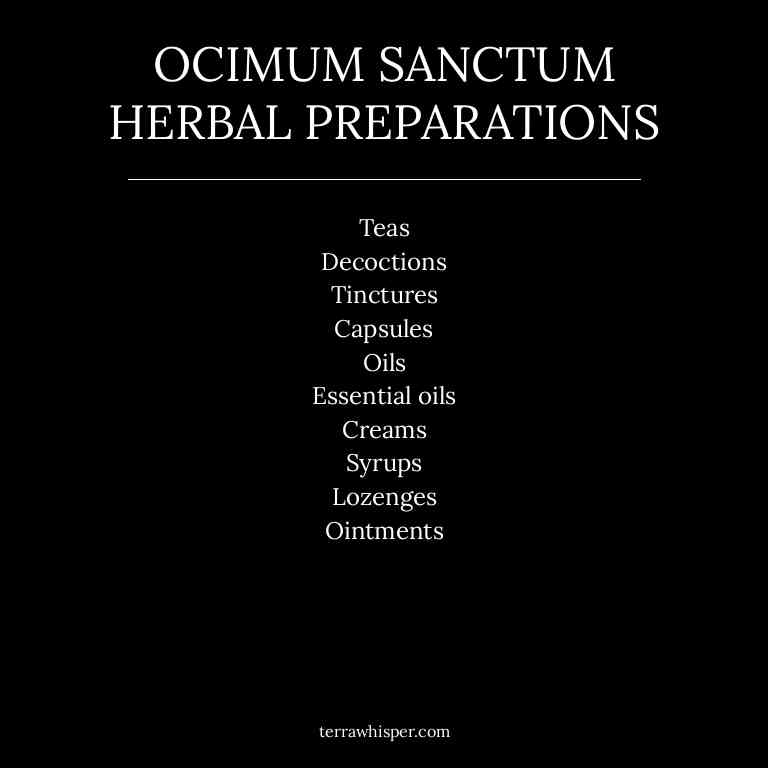 OCIMUM SANCTUM
HERBAL PREPARATIONS
Teas
Decoctions
Tinctures
Capsules
Oils
Essential oils
Creams
Syrups
Lozenges
Ointments
terrawhisper.com